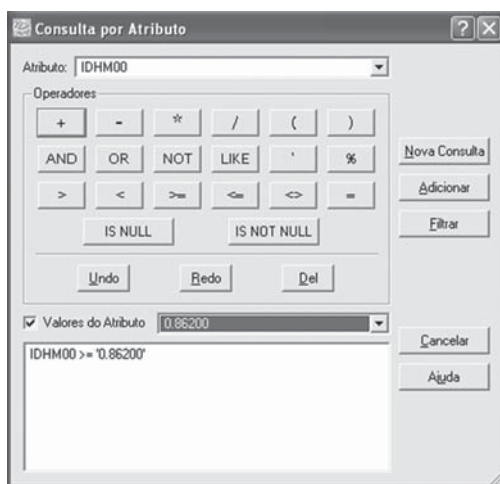 Consulta por Atributo
Atributo: IDHM00
Operadores
+ - * / ( )
AND OR NOT LIKE ' %
> < >= <= <> =
IS NULL IS NOT NULL
Undo Redo Del
Nova Consulta
Adicionar
Filtrar
Valores do Atributo 0.86200
IDHM00 >= '0.86200'
Cancelar
Ajuda